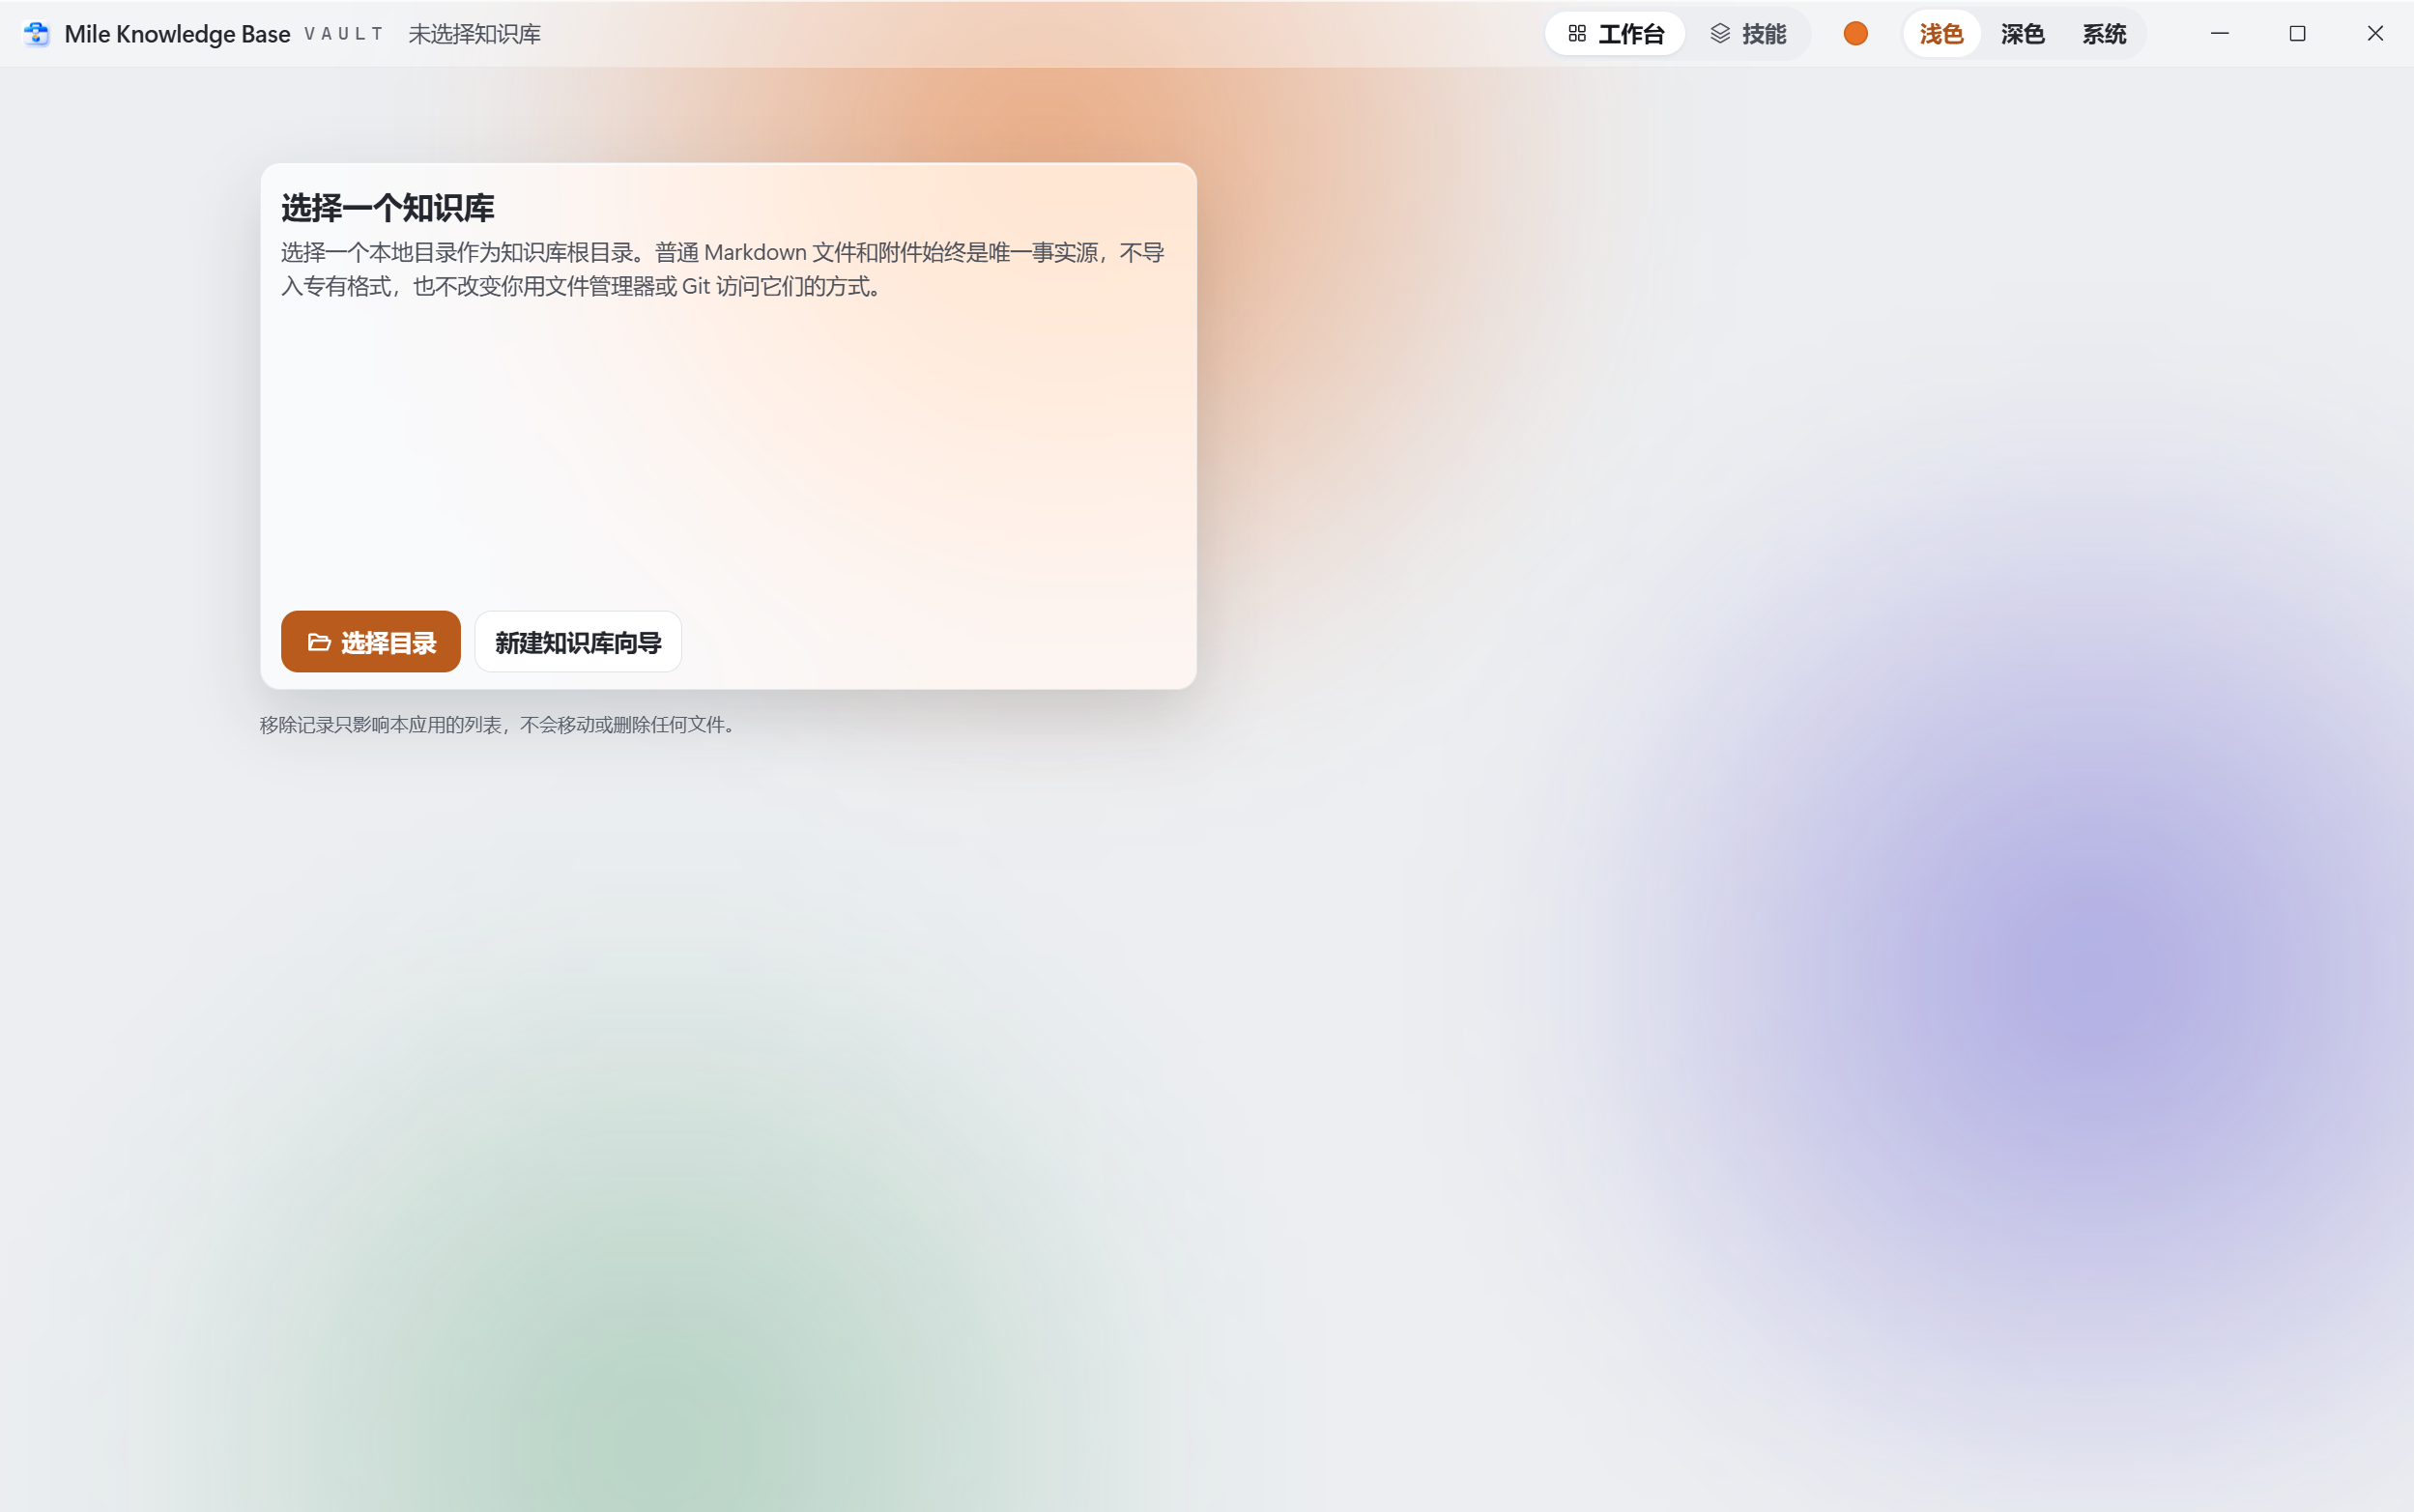 Mile Knowledge Base VAULT 未选择知识库
工作台 技能 浅色 深色 系统
选择一个知识库
选择一个本地目录作为知识库根目录。普通 Markdown 文件和附件始终是唯一事实源，不导
入专有格式，也不改变你用文件管理器或 Git 访问它们的方式。
选择目录 新建知识库向导
移除记录只影响本应用的列表，不会移动或删除任何文件。